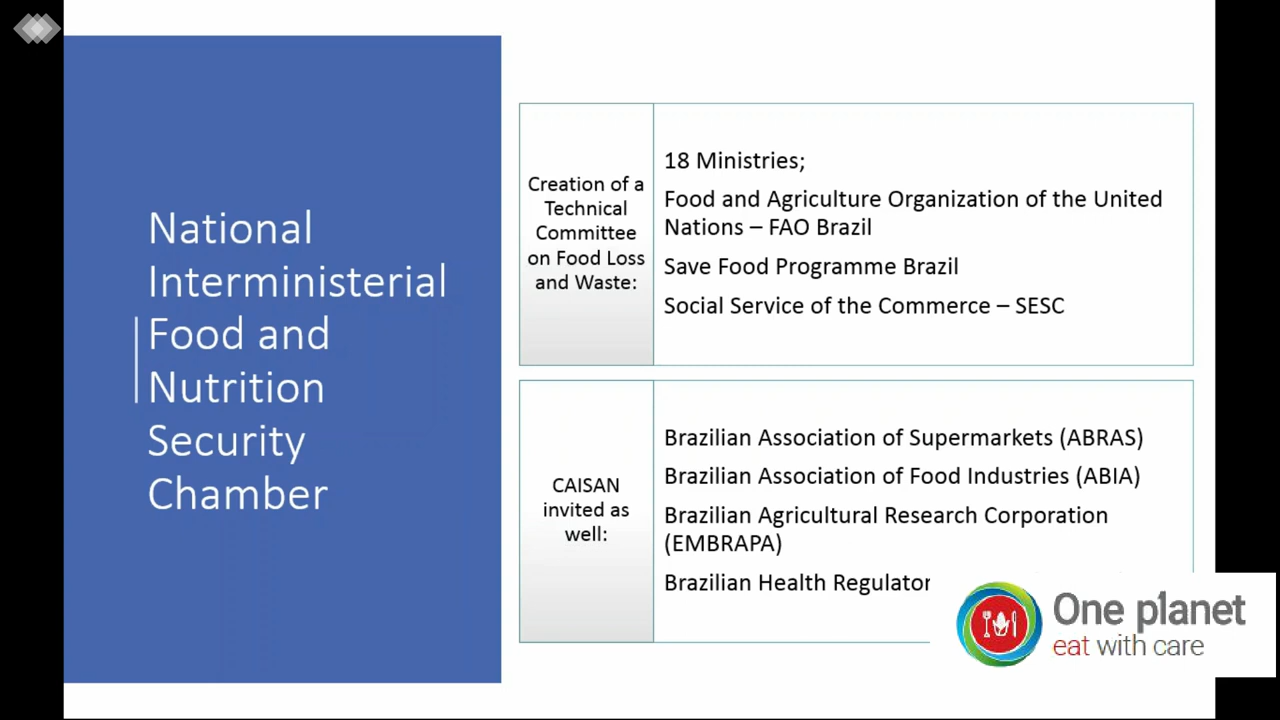 National
Interministerial
Food and
Nutrition
Security
Chamber
Creation of a
Technical
Committee
on Food Loss
and Waste:
18 Ministries;
Food and Agriculture Organization of the United
Nations – FAO Brazil
Save Food Programme Brazil
Social Service of the Commerce – SESC
CAISAN
invited as
well:
Brazilian Association of Supermarkets (ABRAS)
Brazilian Association of Food Industries (ABIA)
Brazilian Agricultural Research Corporation
(EMBRAPA)
Brazilian Health
One planet
eat with care